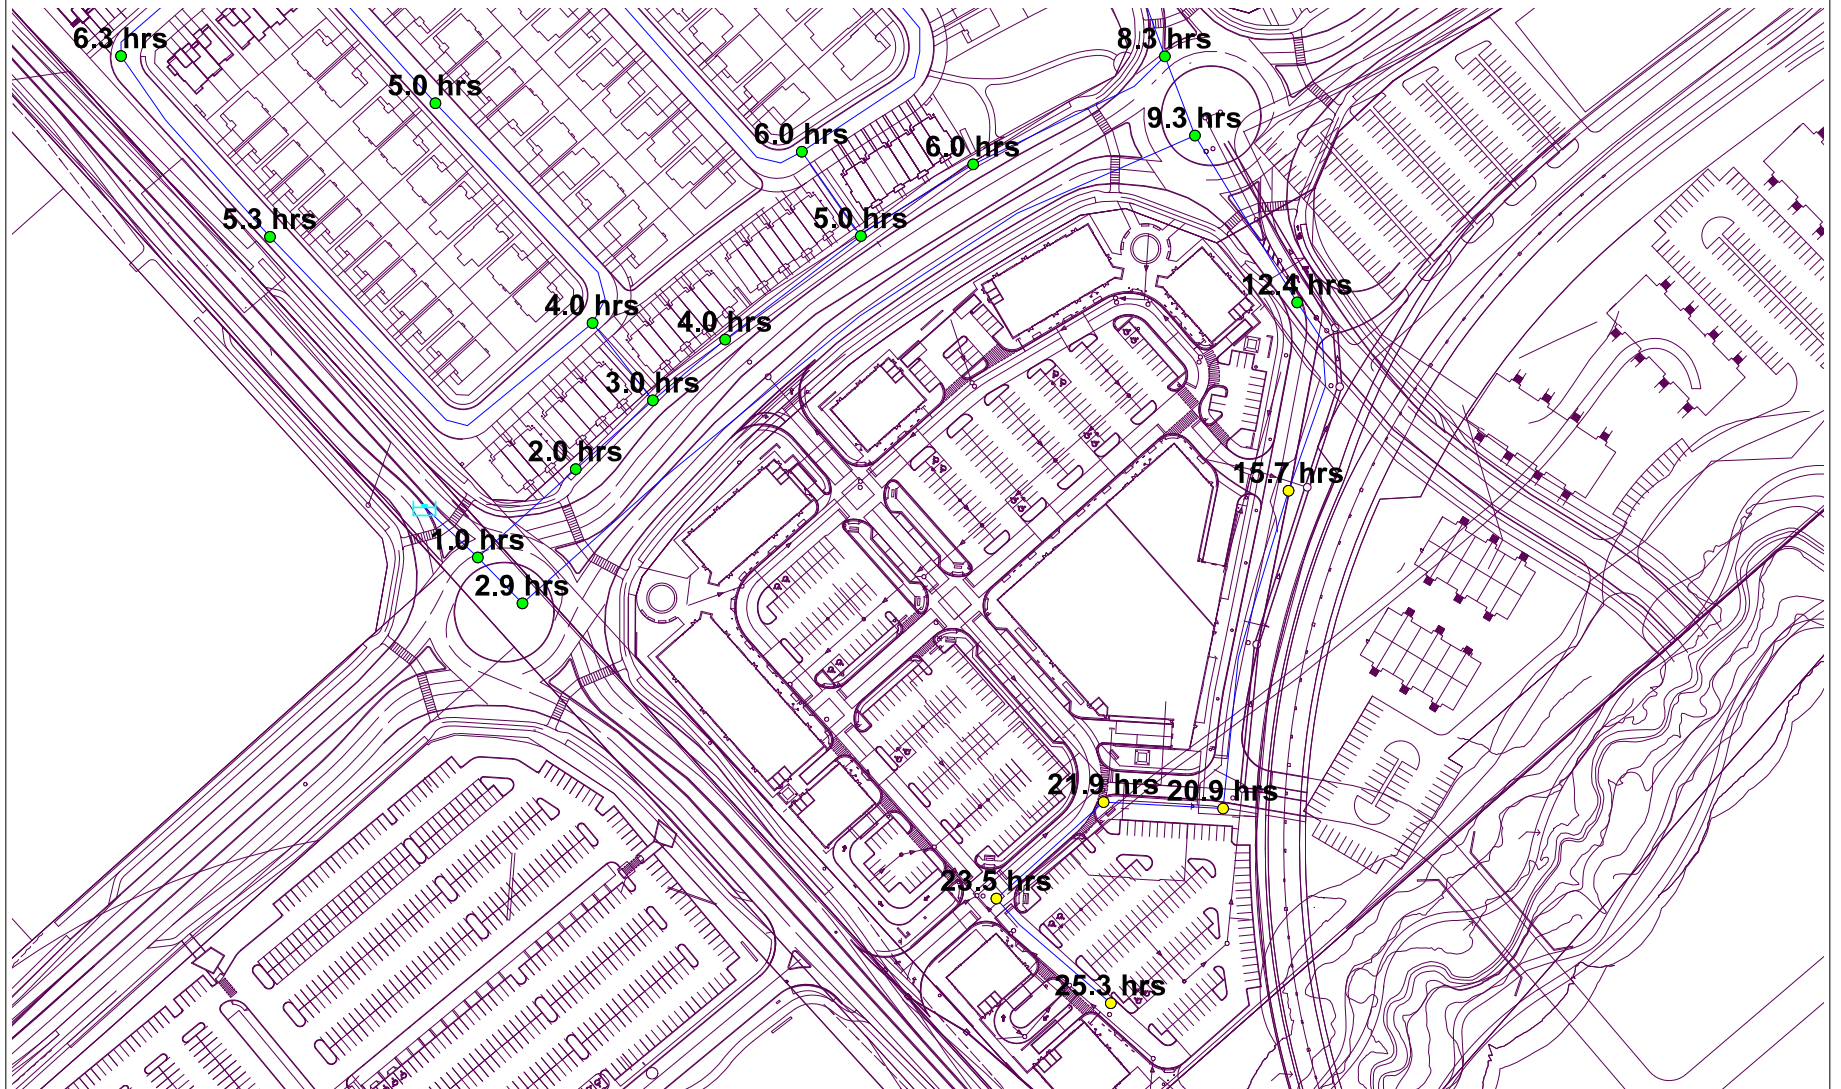 6.3 hrs
8.3 hrs
5.0 hrs
9.3 hrs
6.0 hrs
6.0 hrs
5.3 hrs
5.0 hrs
12.4 hrs
4.0 hrs
4.0 hrs
3.0 hrs
2.0 hrs
15.7 hrs
1.0 hrs
2.9 hrs
21.9 hrs
20.9 hrs
23.5 hrs
25.3 hrs